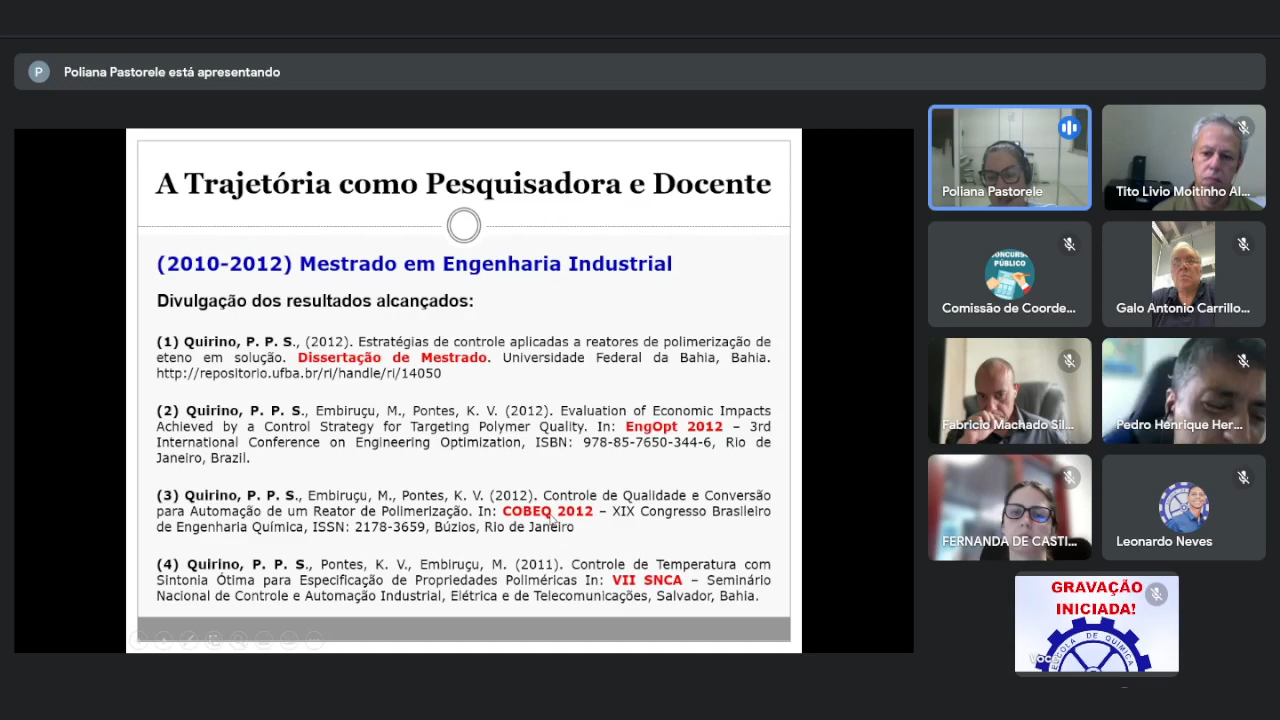 P
Poliana Pastorele está apresentando
A Trajetória como Pesquisadora e Docente
(2010-2012) Mestrado em Engenharia Industrial
Divulgação dos resultados alcançados:
(1) Quirino, P. P. S., (2012). Estratégias de controle aplicadas a reatores de polimerização de
eteno em solução. Dissertação de Mestrado. Universidade Federal da Bahia, Bahia.
http://repositorio.ufba.br/ri/handle/ri/14050
(2) Quirino, P. P. S., Embiruçu, M., Pontes, K. V. (2012). Evaluation of Economic Impacts
Achieved by a Control Strategy for Targeting Polymer Quality. In: EngOpt 2012 – 3rd
International Conference on Engineering Optimization, ISBN: 978-85-7650-344-6, Rio de
Janeiro, Brazil.
(3) Quirino, P. P. S., Embiruçu, M., Pontes, K. V. (2012). Controle de Qualidade e Conversão
para Automação de um Reator de Polimerização. In: COBEQ 2012 – XIX Congresso Brasileiro
de Engenharia Química, ISSN: 2178-3659, Búzios, Rio de Janeiro
(4) Quirino, P. P. S., Pontes, K. V., Embiruçu, M. (2011). Controle de Temperatura com
Sintonia Ótima para Especificação de Propriedades Poliméricas In: VII SNCA – Seminário
Nacional de Controle e Automação Industrial, Elétrica e de Telecomunicações, Salvador, Bahia.
Poliana Pastorele
Tito Livio Moitinho Al...
CONCURSO
PÚBLICO
Comissão de Coorde...
Galo Antonio Carrillo...
Fabricio Machado Sil...
Pedro Henrique Her...
FERNANDA DE CASTI...
Leonardo Neves
GRAVAÇÃO
INICIADA!
ESCOLA DE QUÍMICA
Você